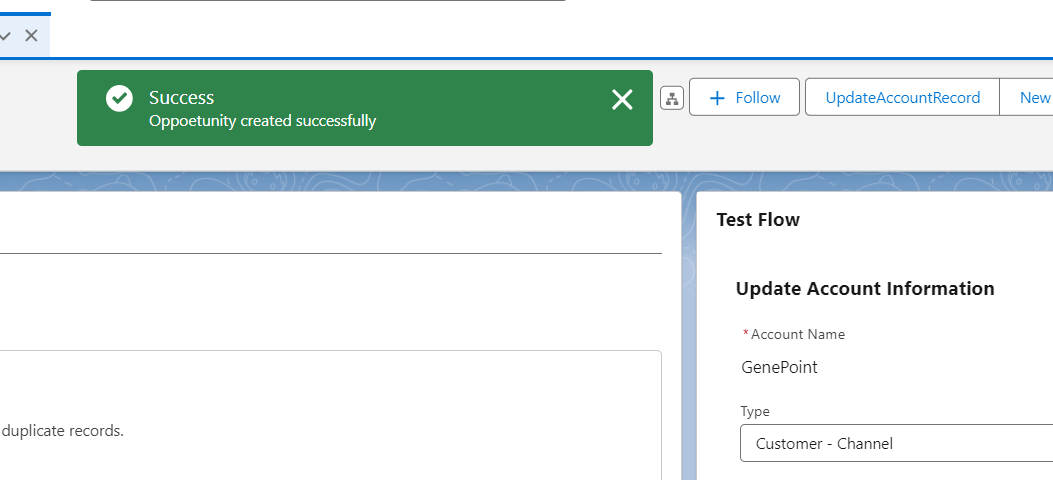 Success
Oppoetunity created successfully
Follow
UpdateAccountRecord
New
Test Flow
Update Account Information
* Account Name
GenePoint
duplicate records.
Type
Customer - Channel